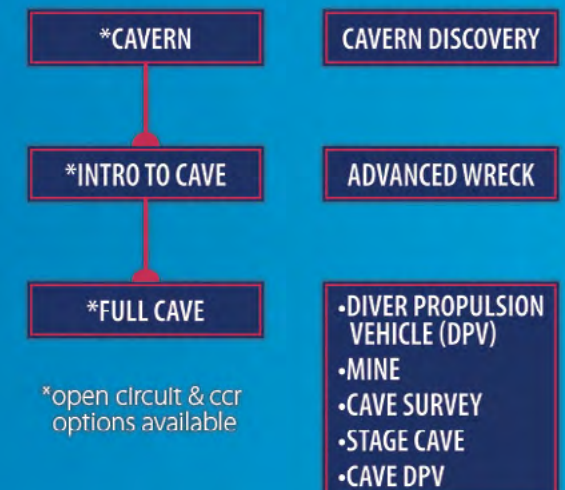 *CAVERN
CAVERN DISCOVERY
*INTRO TO CAVE
ADVANCED WRECK
*FULL CAVE
*open circuit & ccr
options available
•DIVER PROPULSION
VEHICLE (DPV)
•MINE
•CAVE SURVEY
•STAGE CAVE
•CAVE DPV